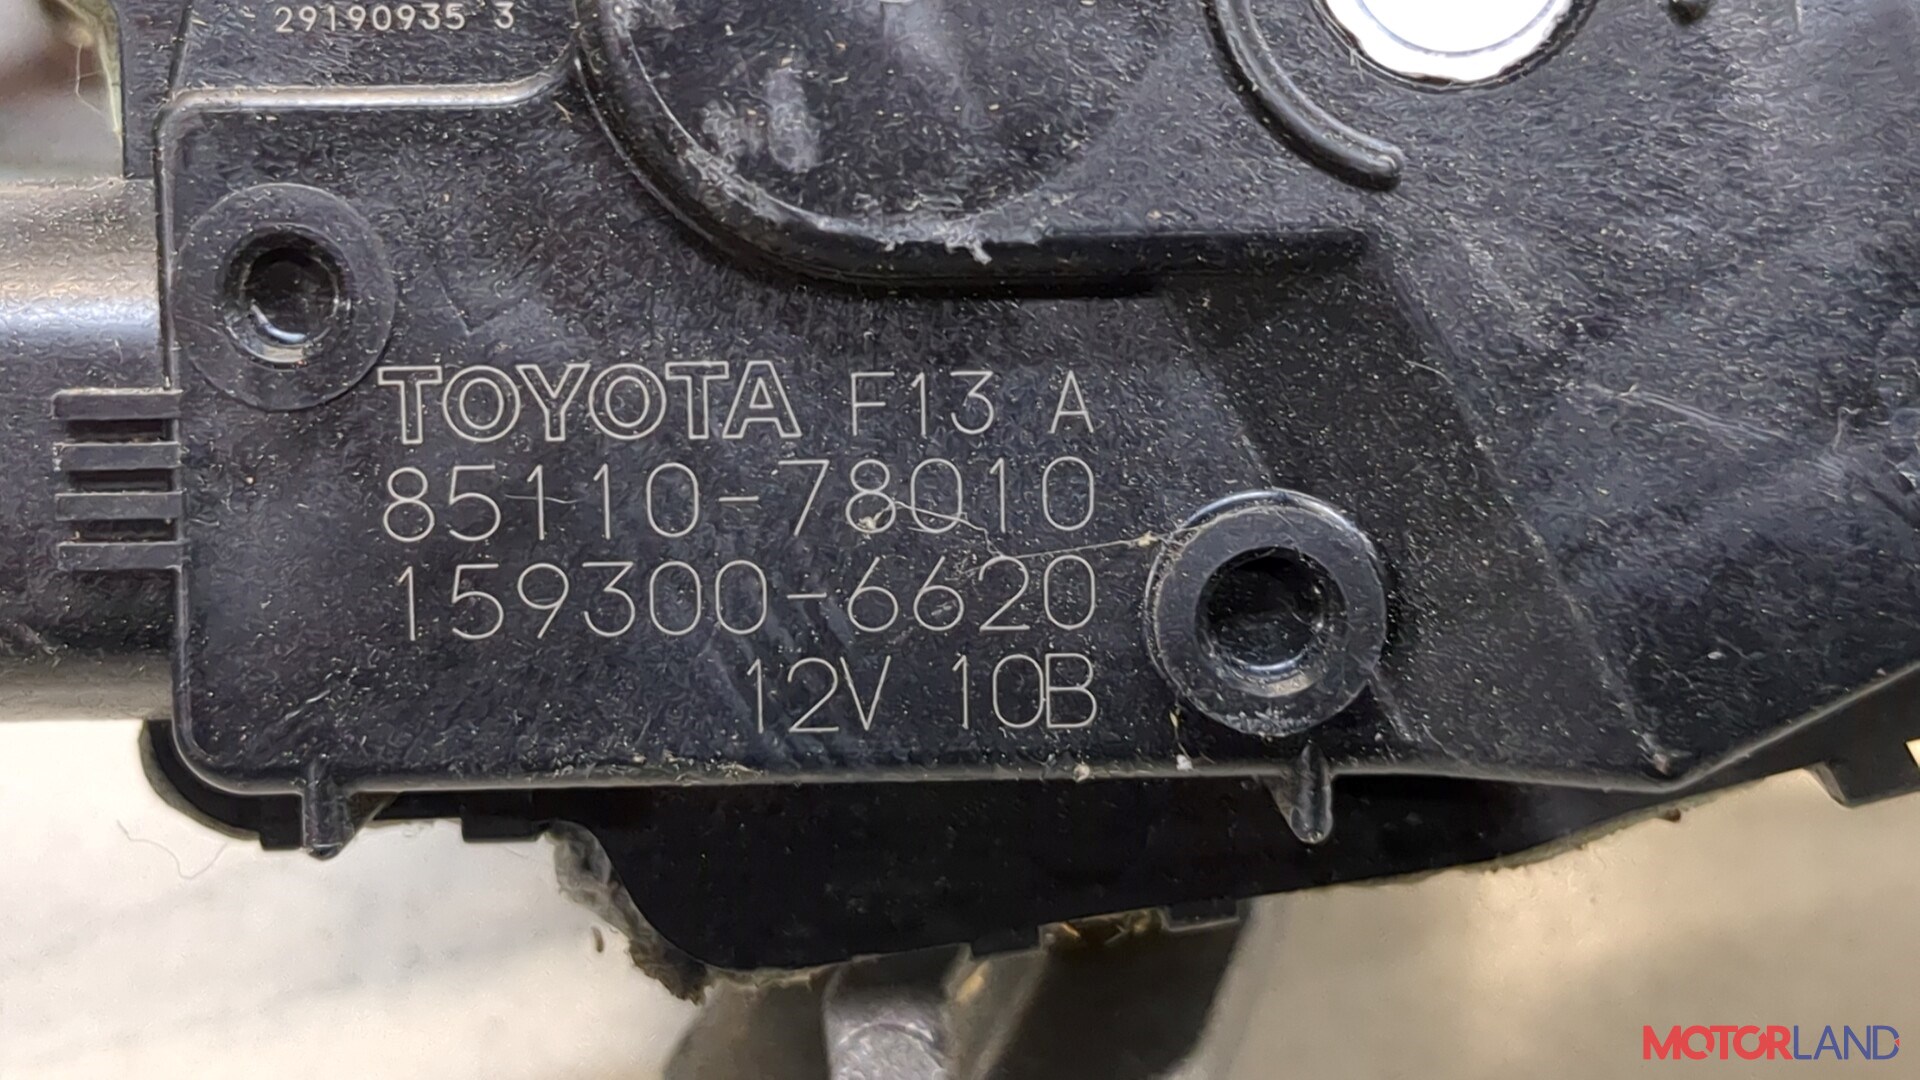 29190935 3
TOYOTA F13 A
85110-78010
159300-6620
12V 10B
MOTORLAND